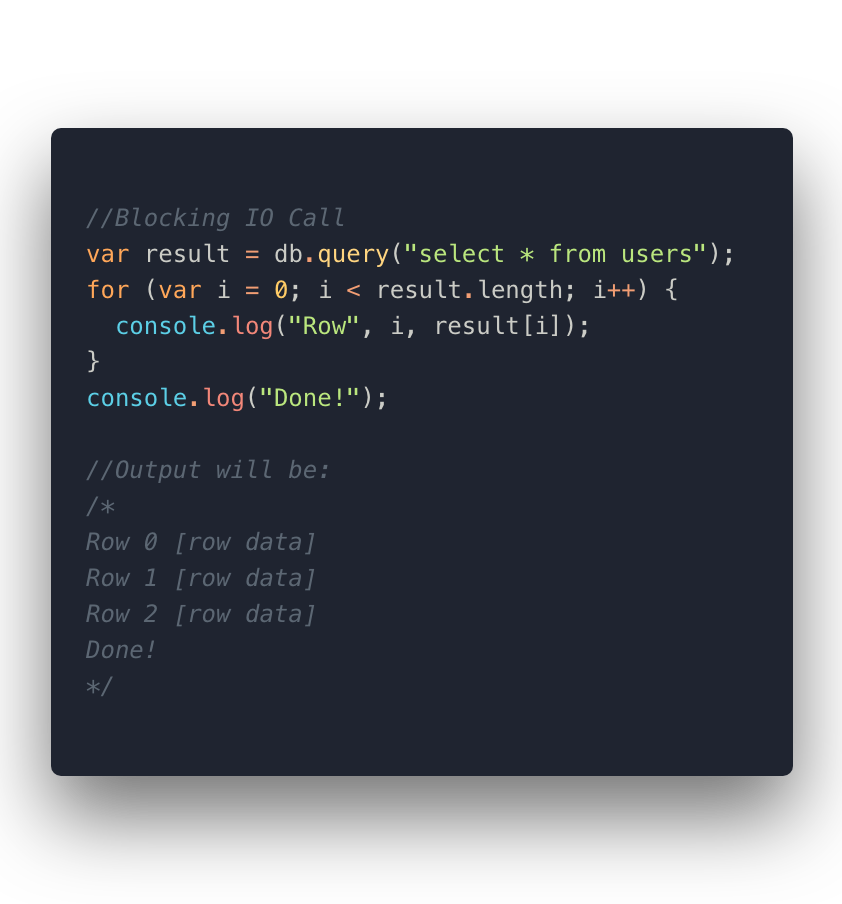 //Blocking IO Call
var result = db.query("select * from users");
for (var i = 0; i < result.length; i++) {
  console.log("Row", i, result[i]);
}
console.log("Done!");
//Output will be:
/*
Row 0 [row data]
Row 1 [row data]
Row 2 [row data]
Done!
*/